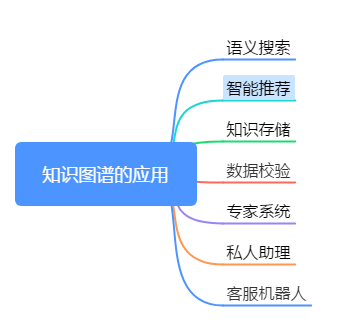 知识图谱的应用
语义搜索
智能推荐
知识存储
数据校验
专家系统
私人助理
客服机器人